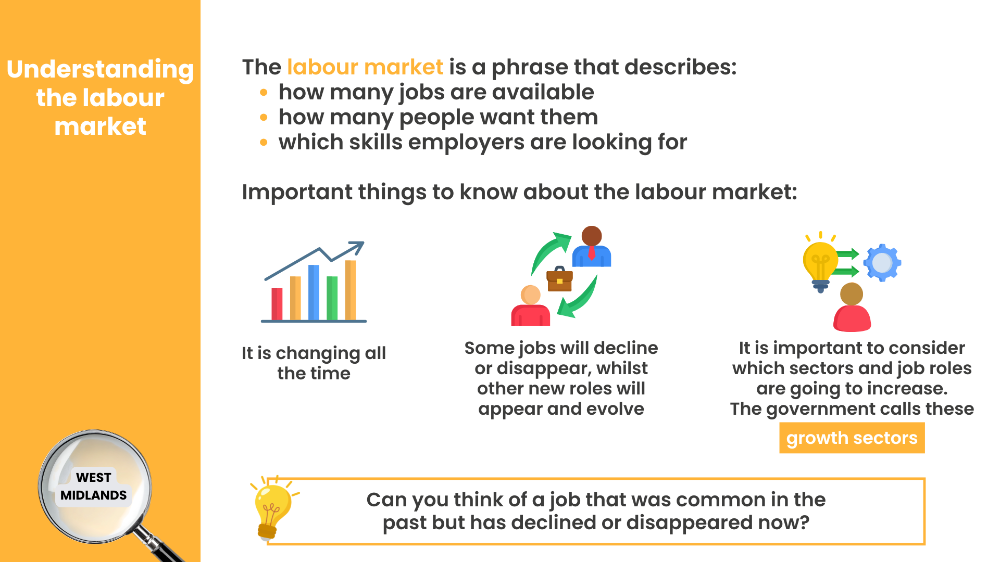 Understanding
the labour
market
The labour market is a phrase that describes:
• how many jobs are available
• how many people want them
• which skills employers are looking for
Important things to know about the labour market:
It is changing all
the time
Some jobs will decline
or disappear, whilst
other new roles will
appear and evolve
It is important to consider
which sectors and job roles
are going to increase.
The government calls these
growth sectors
WEST
MIDLANDS
Can you think of a job that was common in the
past but has declined or disappeared now?